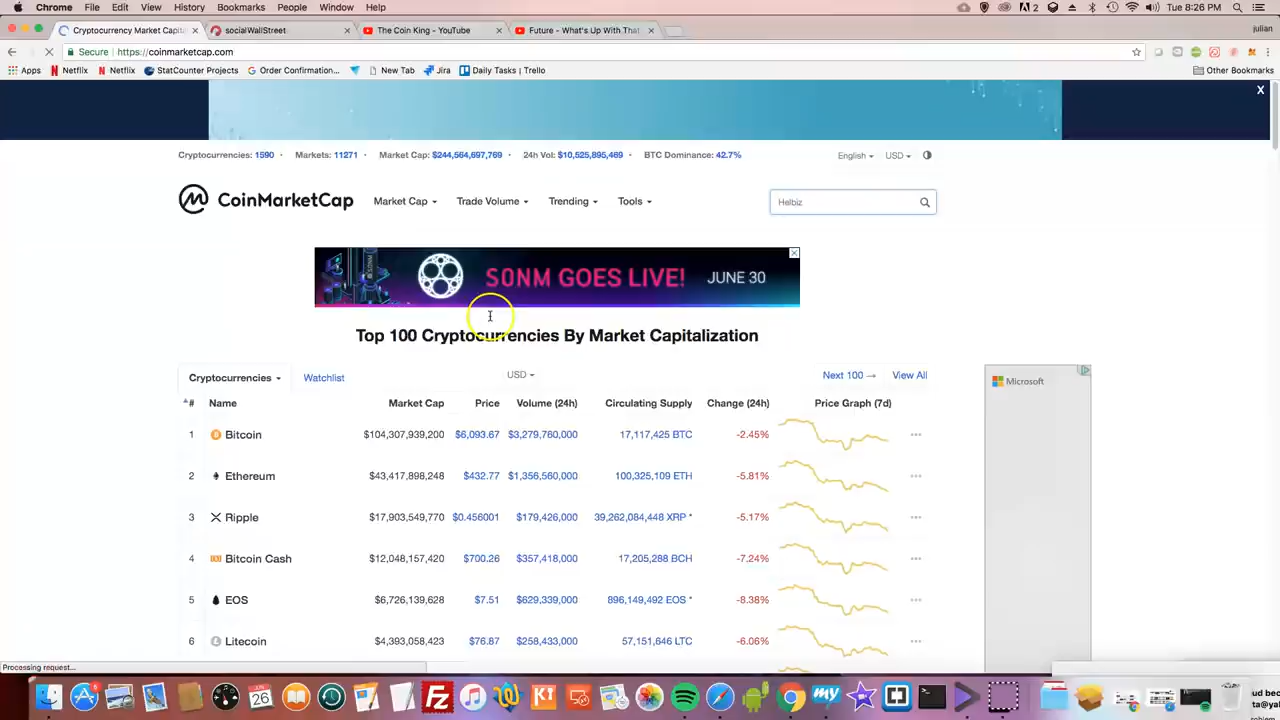 Chrome File Edit View History Bookmarks People Window Help 2 Tue 8:26 PM
Cryptocurrency Market Capital socialWallStreet The Coin King - YouTube Future - What's Up With That julian
Secure https://coinmarketcap.com
Apps Netflix Netflix StatCounter Projects Order Confirmation... New Tab Jira Daily Tasks | Trello Other Bookmarks
X
Cryptocurrencies: 1590 • Markets: 11271 • Market Cap: $244,564,697,769 • 24h Vol: $10,525,895,469 • BTC Dominance: 42.7% English USD
CoinMarketCap Market Cap Trade Volume Trending Tools Helbiz
SONM GOES LIVE! JUNE 30
Top 100 Cryptocurrencies By Market Capitalization
Cryptocurrencies Watchlist USD Next 100 → View All
# Name Market Cap Price Volume (24h) Circulating Supply Change (24h) Price Graph (7d)
1 Bitcoin $104,307,939,200 $6,093.67 $3,279,760,000 17,117,425 BTC -2.45%
2 Ethereum $43,417,898,248 $432.77 $1,356,560,000 100,325,109 ETH -5.81%
3 Ripple $17,903,549,770 $0.456001 $179,426,000 39,262,084,448 XRP * -5.17%
4 Bitcoin Cash $12,048,157,420 $700.26 $357,418,000 17,205,288 BCH -7.24%
5 EOS $6,726,139,628 $7.51 $629,339,000 896,149,492 EOS * -8.38%
6 Litecoin $4,393,058,423 $76.87 $258,433,000 57,151,646 LTC -6.06%
Microsoft
Processing request...
JUN 26